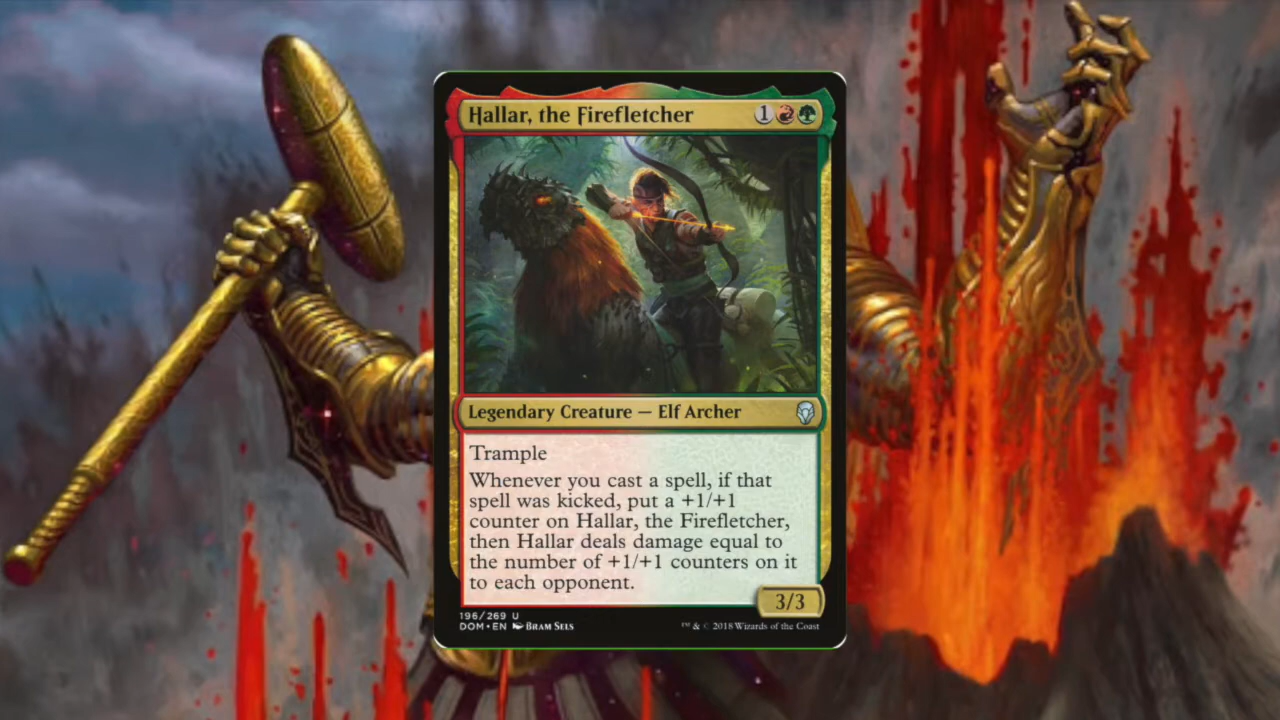 Hallar, the Firefletcher 1
Legendary Creature — Elf Archer
Trample
Whenever you cast a spell, if that
spell was kicked, put a +1/+1
counter on Hallar, the Firefletcher,
then Hallar deals damage equal to
the number of +1/+1 counters on it
to each opponent.
3/3
196/269 U
DOM • EN Bram Sels
™ & © 2018 Wizards of the Coast